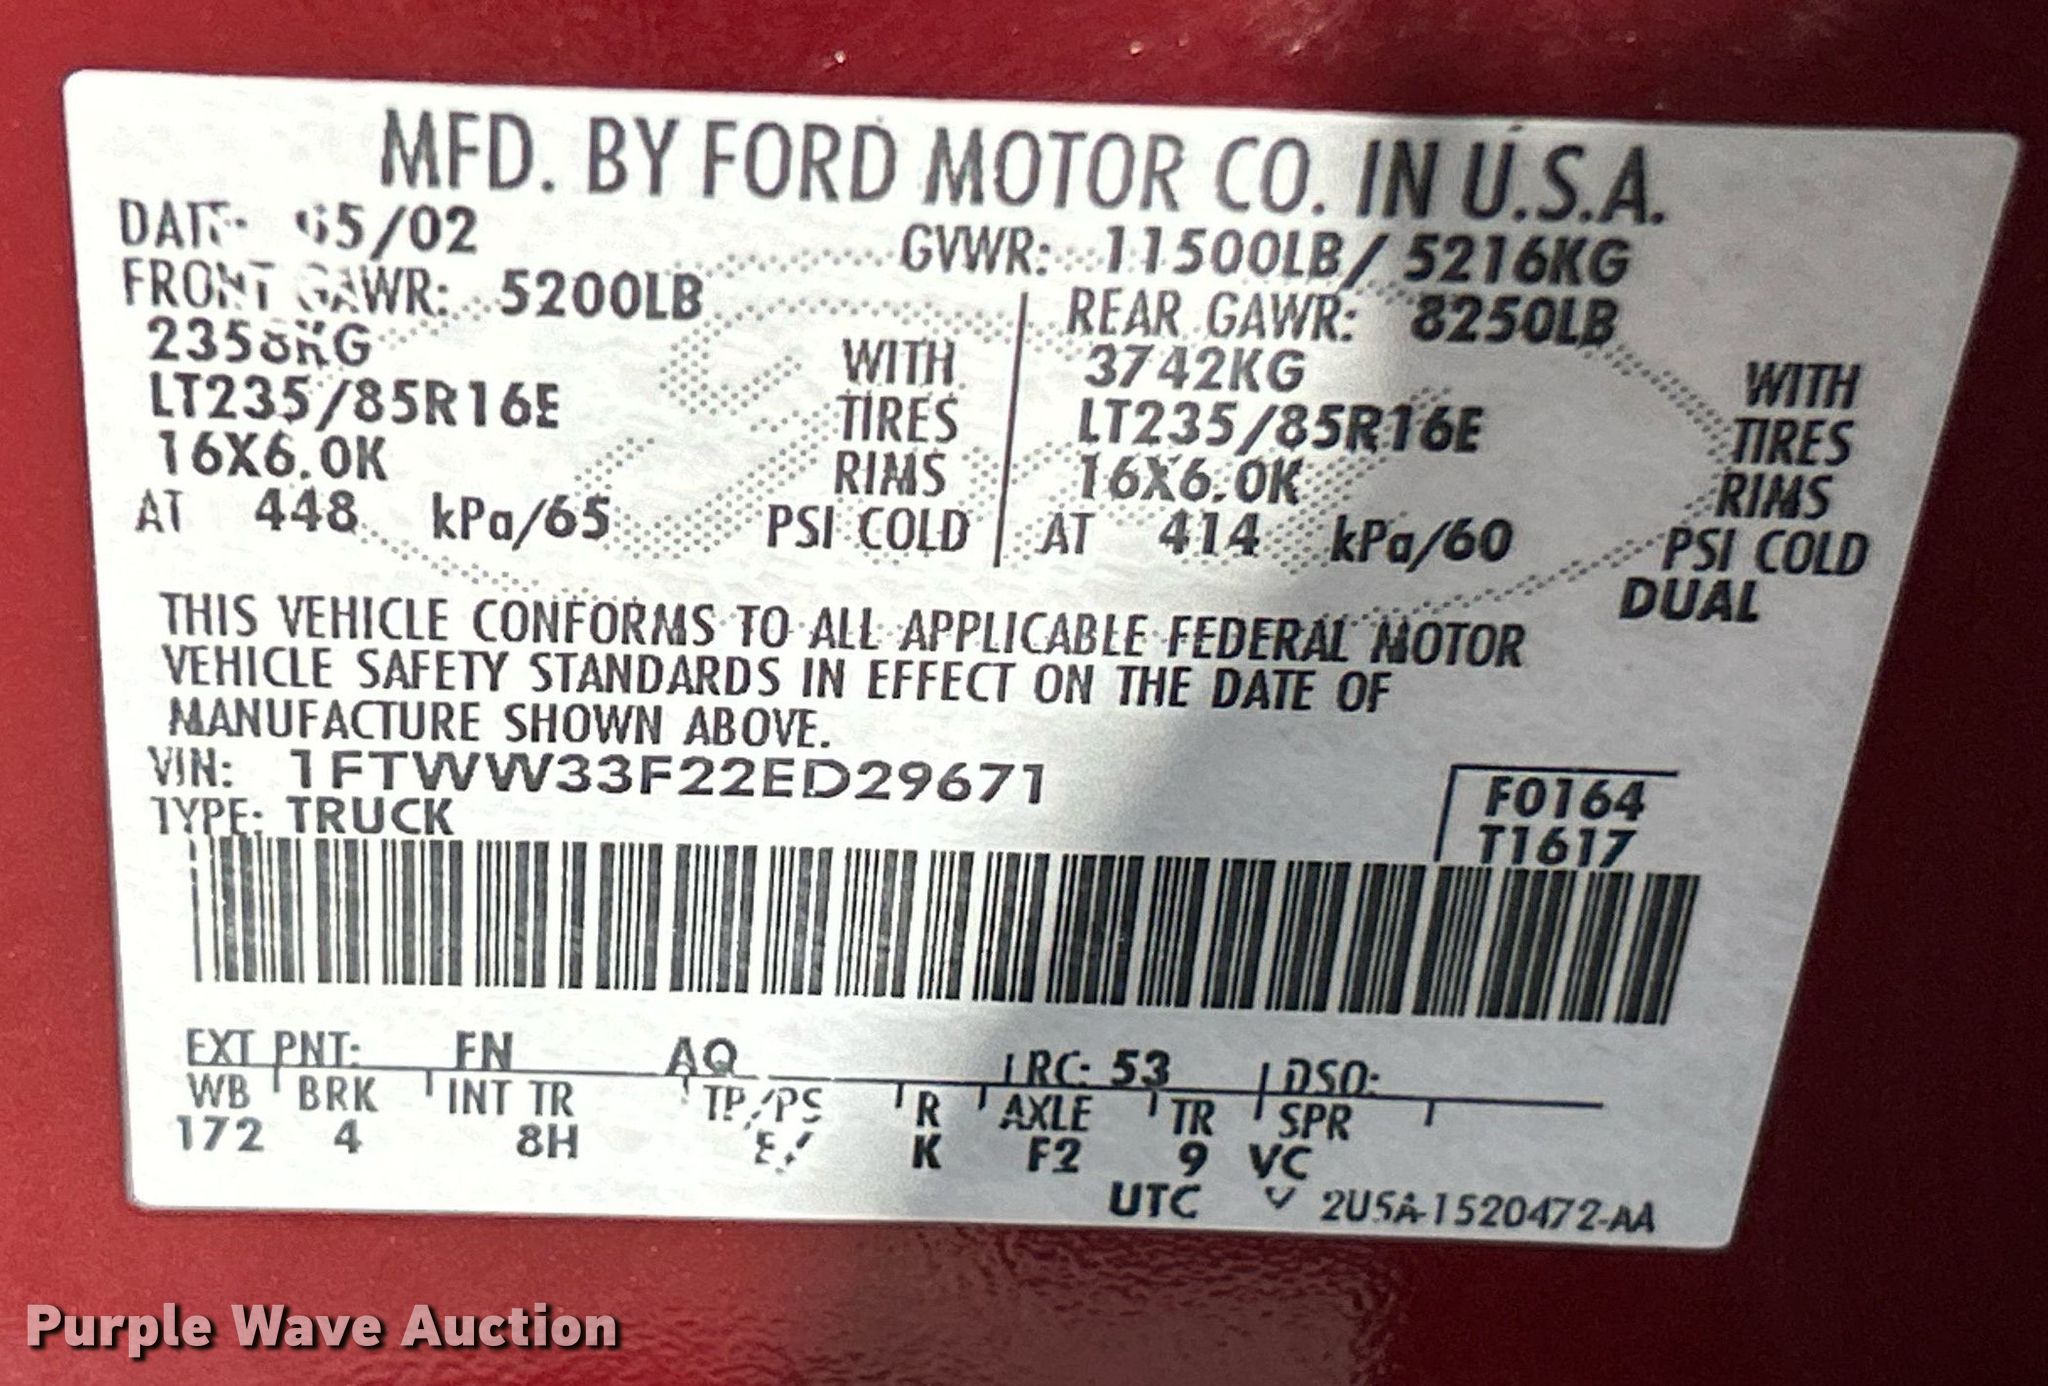 MFD. BY FORD MOTOR CO. IN U.S.A.
DATE: 05/02
GVWR: 11500LB/ 5216KG
FRONT GAWR: 5200LB
2358KG WITH
LT235/85R16E TIRES
16X6.0K RIMS
AT 448 kPa/65 PSI COLD
REAR GAWR: 8250LB
3742KG WITH
LT235/85R16E TIRES
16X6.0K RIMS
AT 414 kPa/60 PSI COLD
DUAL
THIS VEHICLE CONFORMS TO ALL APPLICABLE FEDERAL MOTOR
VEHICLE SAFETY STANDARDS IN EFFECT ON THE DATE OF
MANUFACTURE SHOWN ABOVE.
VIN: 1FTWW33F22ED29671
TYPE: TRUCK
F0164
T1617
EXT PNT: FN AQ RC: 53 DSO:
WB BRK INT TR TP/PS R AXLE TR SPR
172 4 8H K F2 9 VC
UTC V 2U5A-1520472-AA
Purple Wave Auction